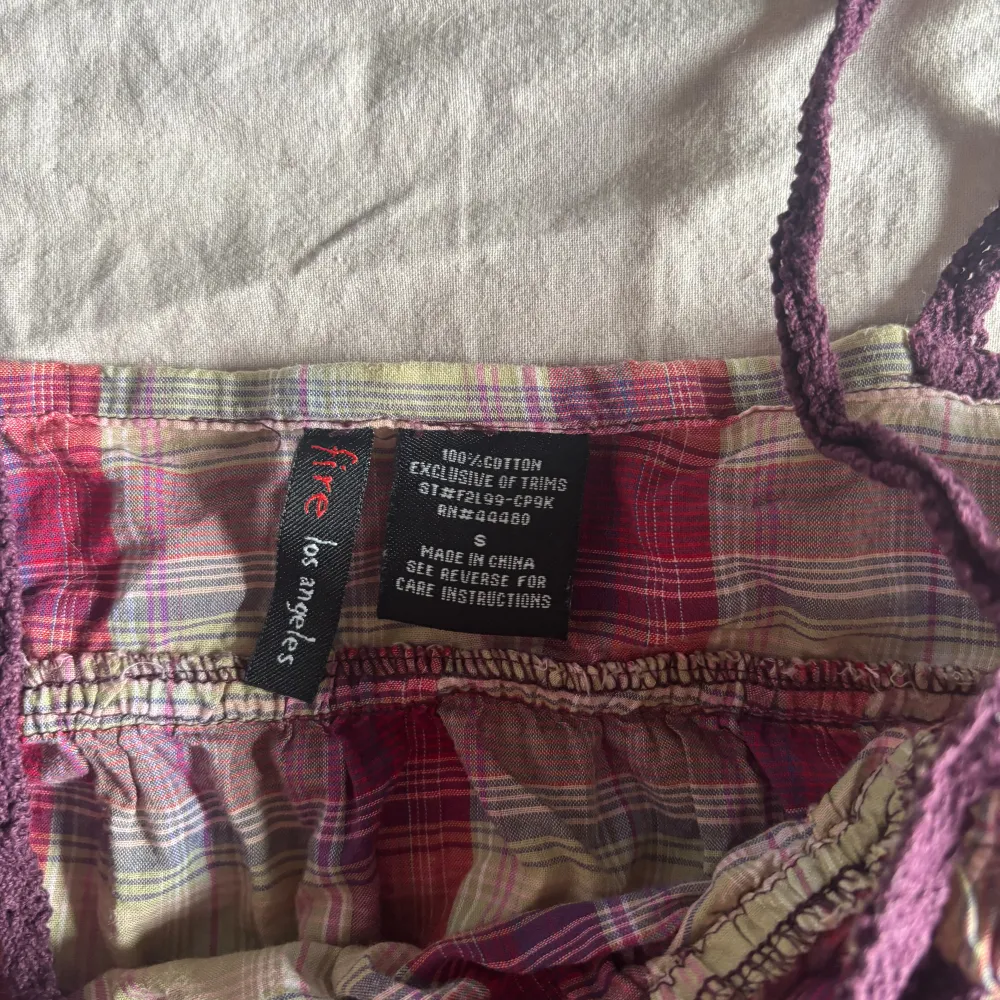 fire los angeles
100% COTTON
EXCLUSIVE OF TRIMS
ST#F2L99-CP9K
RN#44480
S
MADE IN CHINA
SEE REVERSE FOR
CARE INSTRUCTIONS